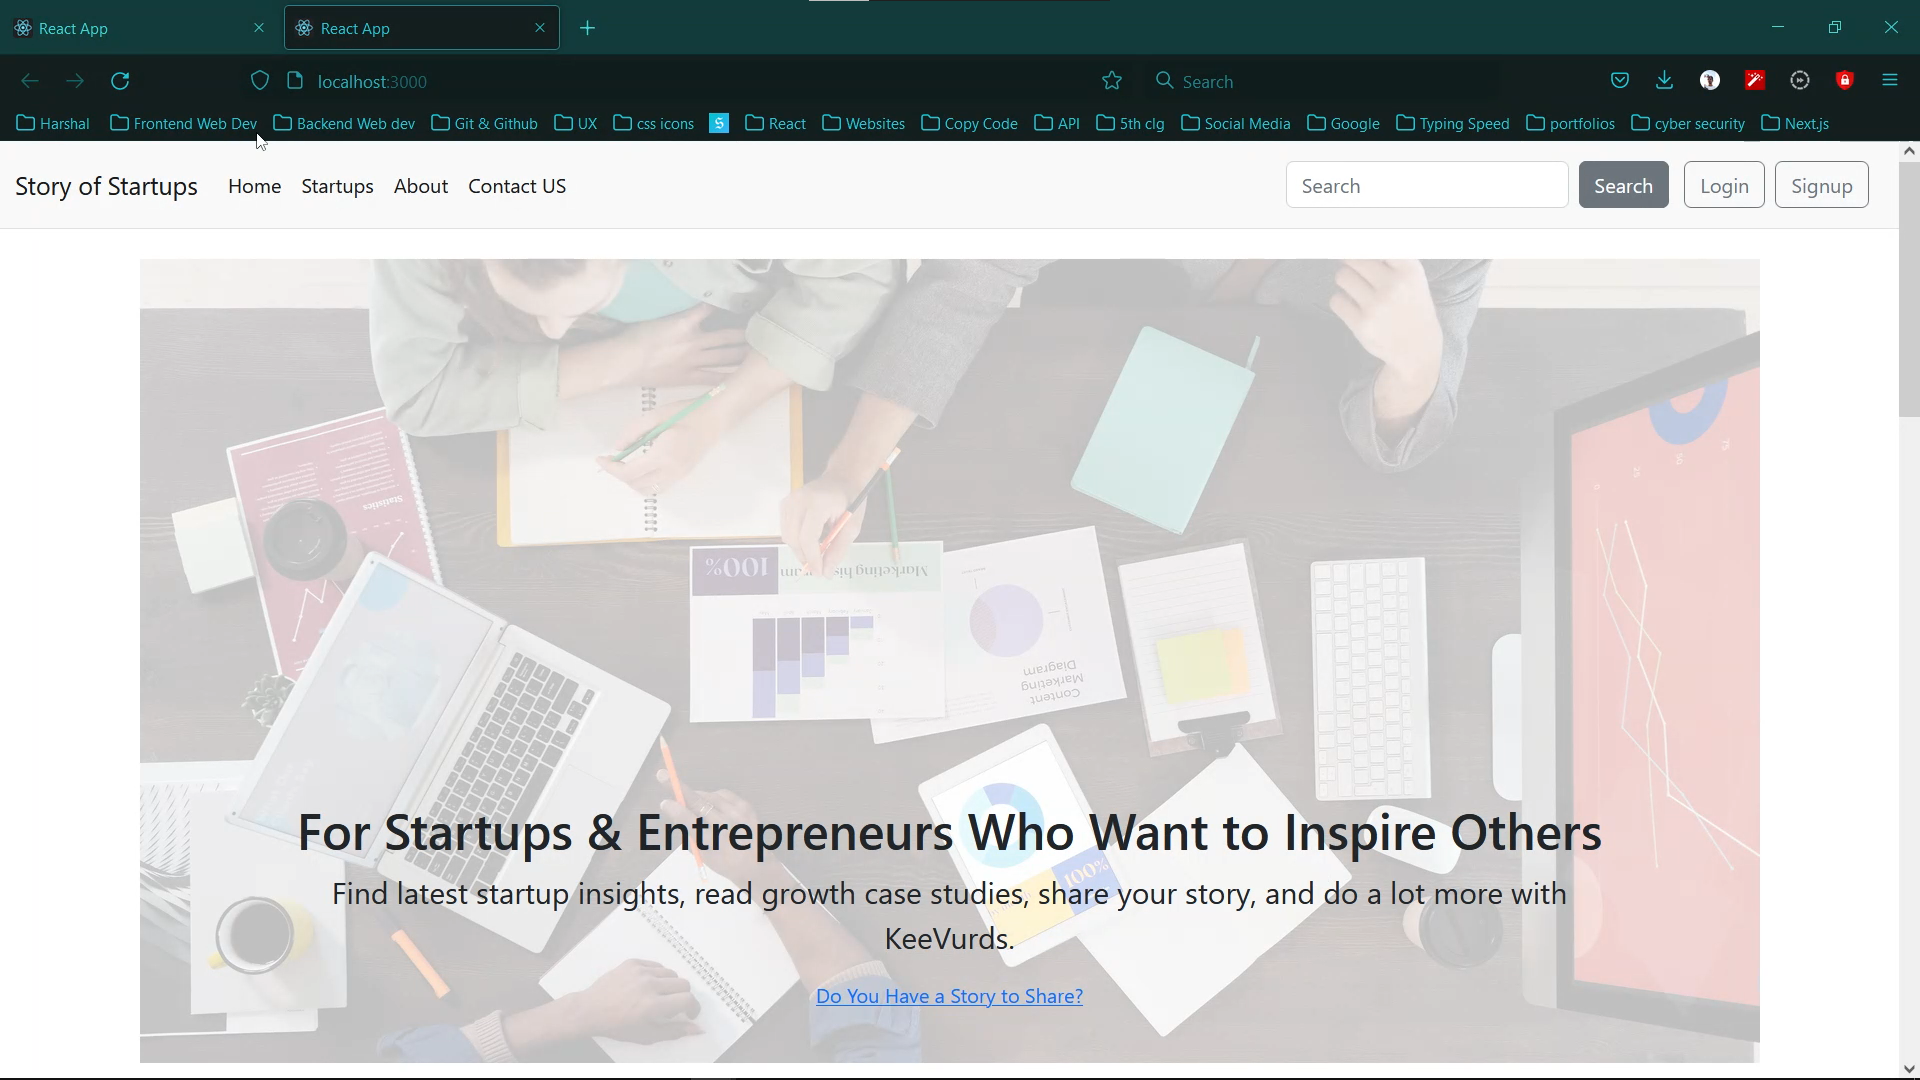 React App
React App
localhost:3000
Search
Harshal
Frontend Web Dev
Backend Web dev
Git & Github
UX
css icons
S
React
Websites
Copy Code
API
5th clg
Social Media
Google
Typing Speed
portfolios
cyber security
Next.js
Story of Startups
Home
Startups
About
Contact US
Search
Search
Login
Signup
Statistics
100%
Marketing
Content
Marketing
Diagram
100%
For Startups & Entrepreneurs Who Want to Inspire Others
Find latest startup insights, read growth case studies, share your story, and do a lot more with
KeeVurds.
Do You Have a Story to Share?